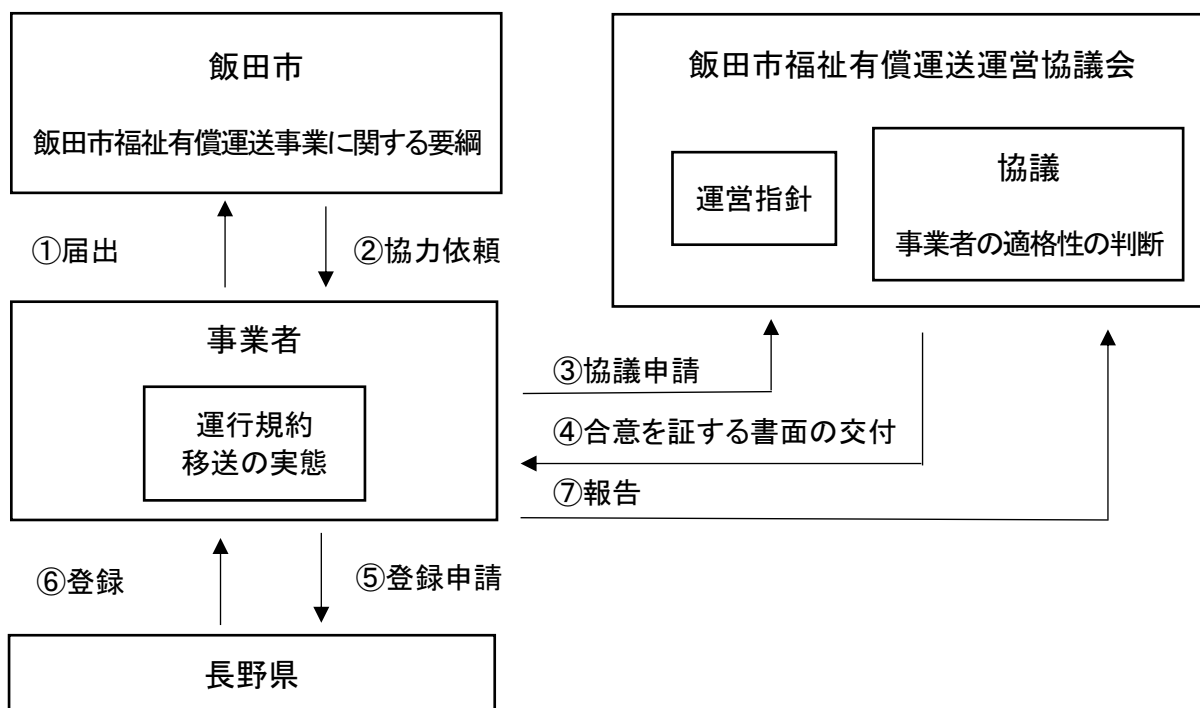 飯田市
飯田市福祉有償運送事業に関する要綱
飯田市福祉有償運送運営協議会
運営指針
協議
事業者の適格性の判断
①届出
②協力依頼
事業者
運行規約
移送の実態
③協議申請
④合意を証する書面の交付
⑦報告
⑥登録
⑤登録申請
長野県